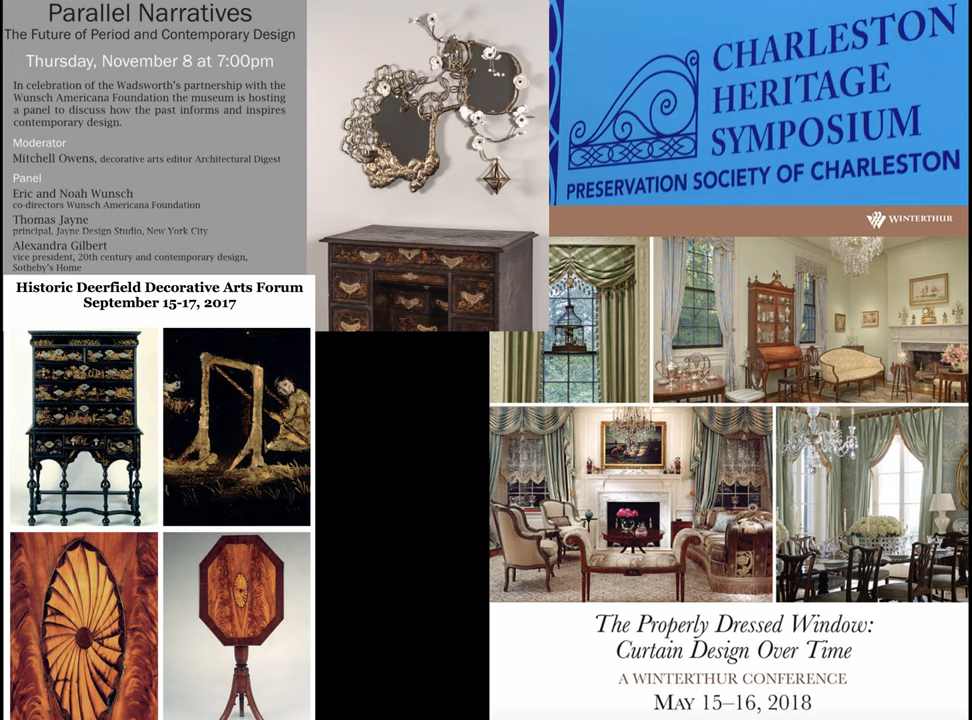 Parallel Narratives
The Future of Period and Contemporary Design
Thursday, November 8 at 7:00pm
In celebration of the Wadsworth's partnership with the
Wunsch Americana Foundation the museum is hosting
a panel to discuss how the past informs and inspires
contemporary design.
Moderator
Mitchell Owens, decorative arts editor Architectural Digest
Panel
Eric and Noah Wunsch
co-directors Wunsch Americana Foundation
Thomas Jayne
principal, Jayne Design Studio, New York City
Alexandra Gilbert
vice president, 20th century and contemporary design,
Sotheby's Home
Historic Deerfield Decorative Arts Forum
September 15-17, 2017
CHARLESTON
HERITAGE
SYMPOSIUM
PRESERVATION SOCIETY OF CHARLESTON
WINTERTHUR
The Properly Dressed Window:
Curtain Design Over Time
A WINTERTHUR CONFERENCE
MAY 15–16, 2018